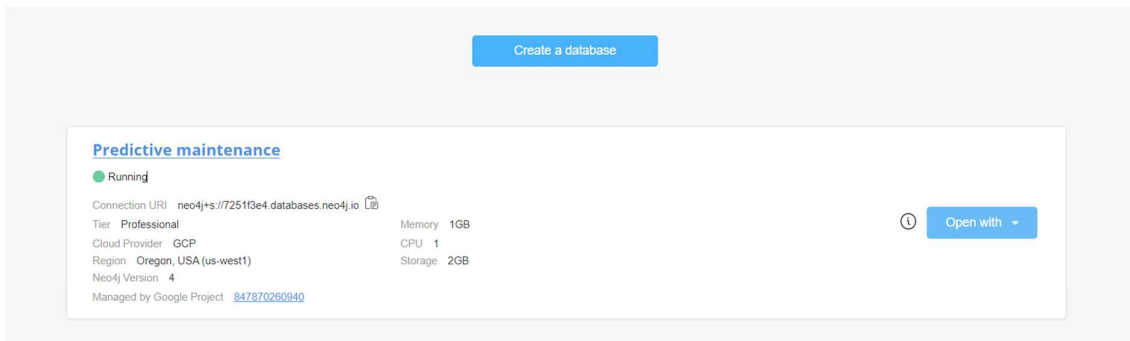 Create a database
Predictive maintenance
Running
Connection URI neo4j+s://7251f3e4.databases.neo4j.io
Tier Professional Memory 1GB
Open with
Cloud Provider GCP CPU 1
Region Oregon, USA (us-west1) Storage 2GB
Neo4j Version 4
Managed by Google Project 847870260940